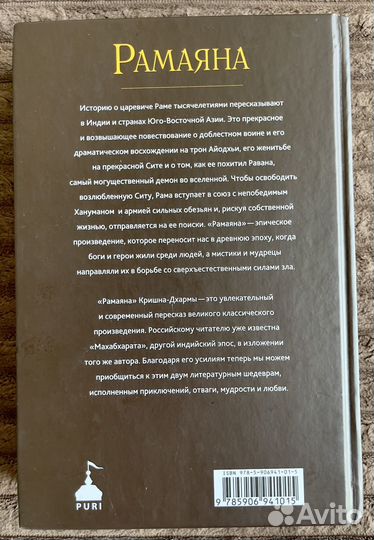 РАМАЯНА
Историю о царевиче Раме тысячелетиями пересказывают
в Индии и странах Юго-Восточной Азии. Это прекрасное
и возвышающее повествование о доблестном воине и его
драматическом восхождении на трон Айодхьи, его женитьбе
на прекрасной Сите и о том, как ее похитил Равана,
самый могущественный демон во вселенной. Чтобы освободить
возлюбленную Ситу, Рама вступает в союз с непобедимым
Хануманом и армией сильных обезьян и, рискуя собственной
жизнью, отправляется на ее поиски. «Рамаяна» — эпическое
произведение, которое переносит нас в древнюю эпоху, когда
боги и герои жили среди людей, а мистики и мудрецы
направляли их в борьбе со сверхъестественными силами зла.
«Рамаяна» Кришна-Дхармы — это увлекательный
и современный пересказ великого классического
произведения. Российскому читателю уже известна
«Махабхарата», другой индийский эпос, в изложении
того же автора. Благодаря его усилиям теперь мы можем
приобщиться к этим двум литературным шедеврам,
исполненным приключений, отваги, мудрости и любви.
ISBN 978-5-906941-01-5
9 785906 941015
PURI
Avito